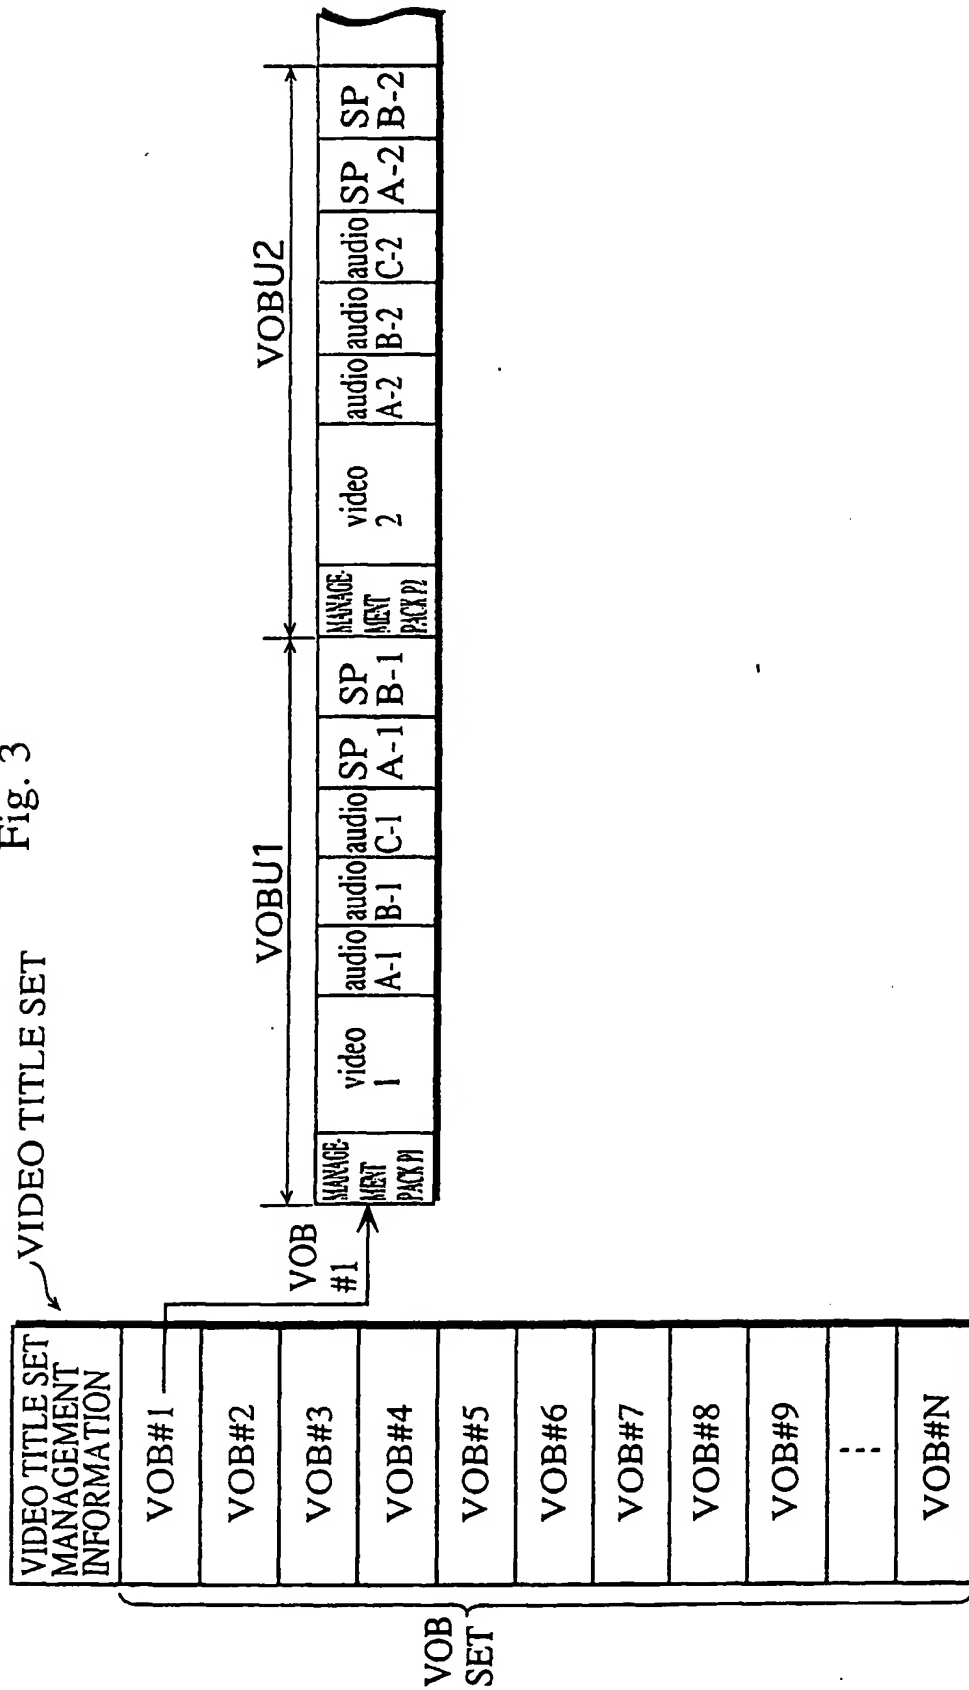 Fig. 3
VIDEO TITLE SET
VIDEO TITLE SET
MANAGEMENT
INFORMATION
VOB#1
VOB#2
VOB#3
VOB#4
VOB#5
VOB#6
VOB#7
VOB#8
VOB#9
VOB#N
VOB
SET
VOB
#1
VOBU1
MANAGE-
MENT
PACK P1
video
1
audio
A-1
audio
B-1
audio
C-1
SP
A-1
SP
B-1
VOBU2
MANAGE-
MENT
PACK P2
video
2
audio
A-2
audio
B-2
audio
C-2
SP
A-2
SP
B-2